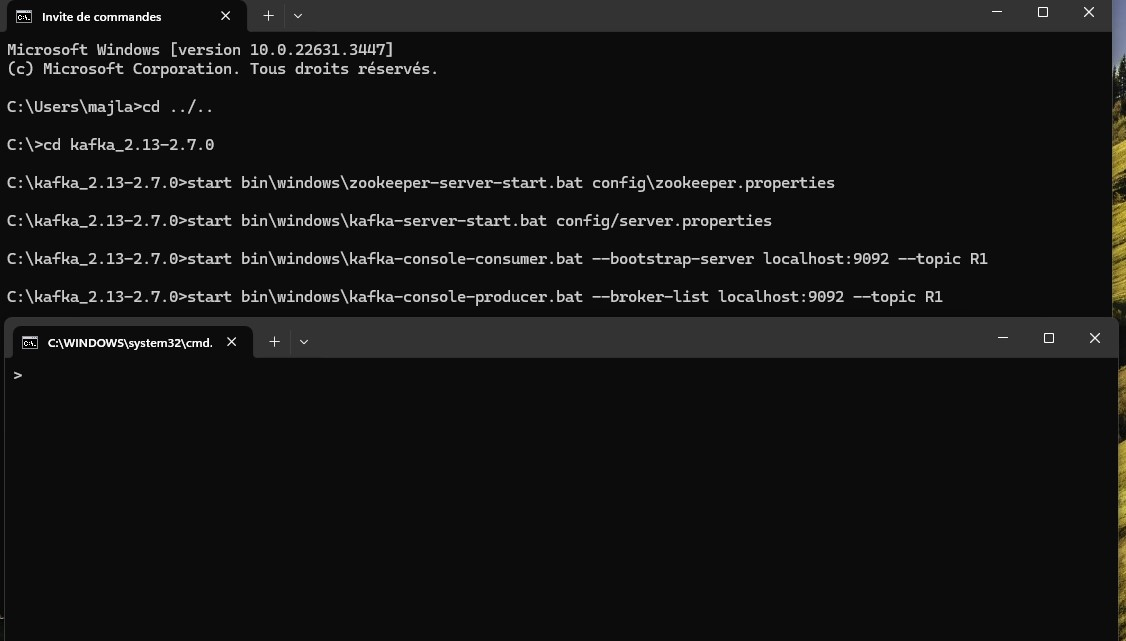 Invite de commandes
Microsoft Windows [version 10.0.22631.3447]
(c) Microsoft Corporation. Tous droits réservés.
C:\Users\majla>cd ../..
C:\>cd kafka_2.13-2.7.0
C:\kafka_2.13-2.7.0>start bin\windows\zookeeper-server-start.bat config\zookeeper.properties
C:\kafka_2.13-2.7.0>start bin\windows\kafka-server-start.bat config/server.properties
C:\kafka_2.13-2.7.0>start bin\windows\kafka-console-consumer.bat --bootstrap-server localhost:9092 --topic R1
C:\kafka_2.13-2.7.0>start bin\windows\kafka-console-producer.bat --broker-list localhost:9092 --topic R1
C:\WINDOWS\system32\cmd.
>